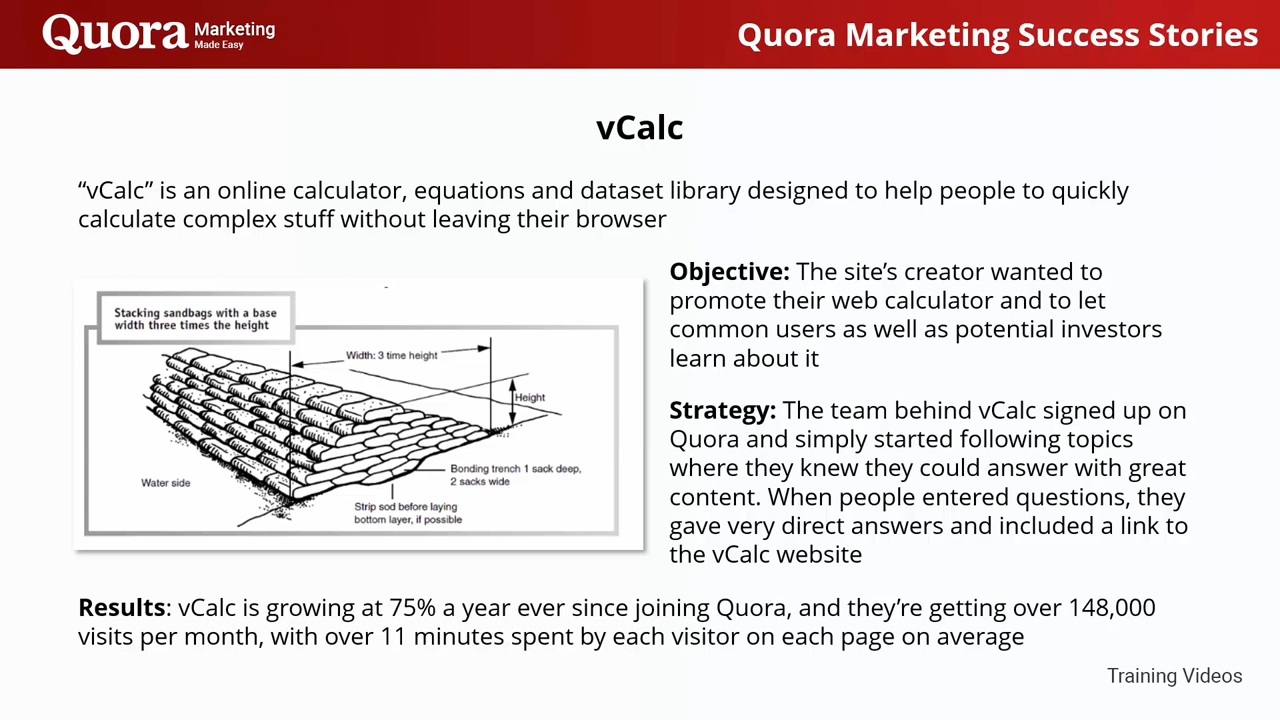 Quora Marketing
Made Easy
Quora Marketing Success Stories
vCalc
“vCalc” is an online calculator, equations and dataset library designed to help people to quickly
calculate complex stuff without leaving their browser
Stacking sandbags with a base
width three times the height
Width: 3 time height
Height
Bonding trench 1 sack deep,
2 sacks wide
Water side
Strip sod before laying
bottom layer, if possible
Objective: The site’s creator wanted to
promote their web calculator and to let
common users as well as potential investors
learn about it
Strategy: The team behind vCalc signed up on
Quora and simply started following topics
where they knew they could answer with great
content. When people entered questions, they
gave very direct answers and included a link to
the vCalc website
Results: vCalc is growing at 75% a year ever since joining Quora, and they’re getting over 148,000
visits per month, with over 11 minutes spent by each visitor on each page on average
Training Videos